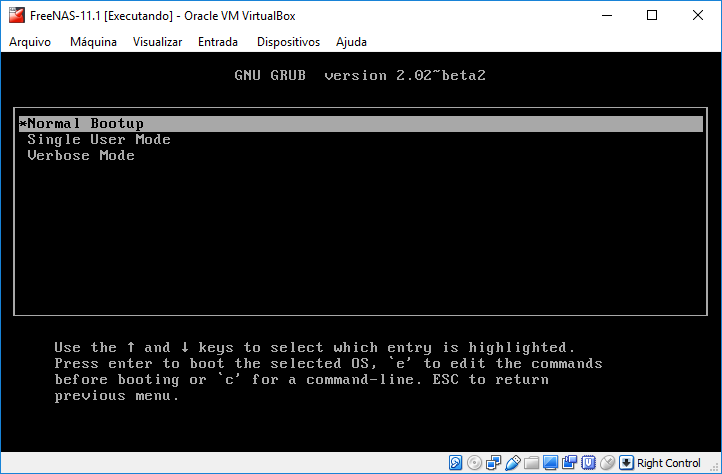 FreeNAS-11.1 [Executando] - Oracle VM VirtualBox
Arquivo Máquina Visualizar Entrada Dispositivos Ajuda
GNU GRUB version 2.02~beta2
*Normal Bootup
Single User Mode
Verbose Mode
Use the ↑ and ↓ keys to select which entry is highlighted.
Press enter to boot the selected OS, `e' to edit the commands
before booting or `c' for a command-line. ESC to return
previous menu.
Right Control